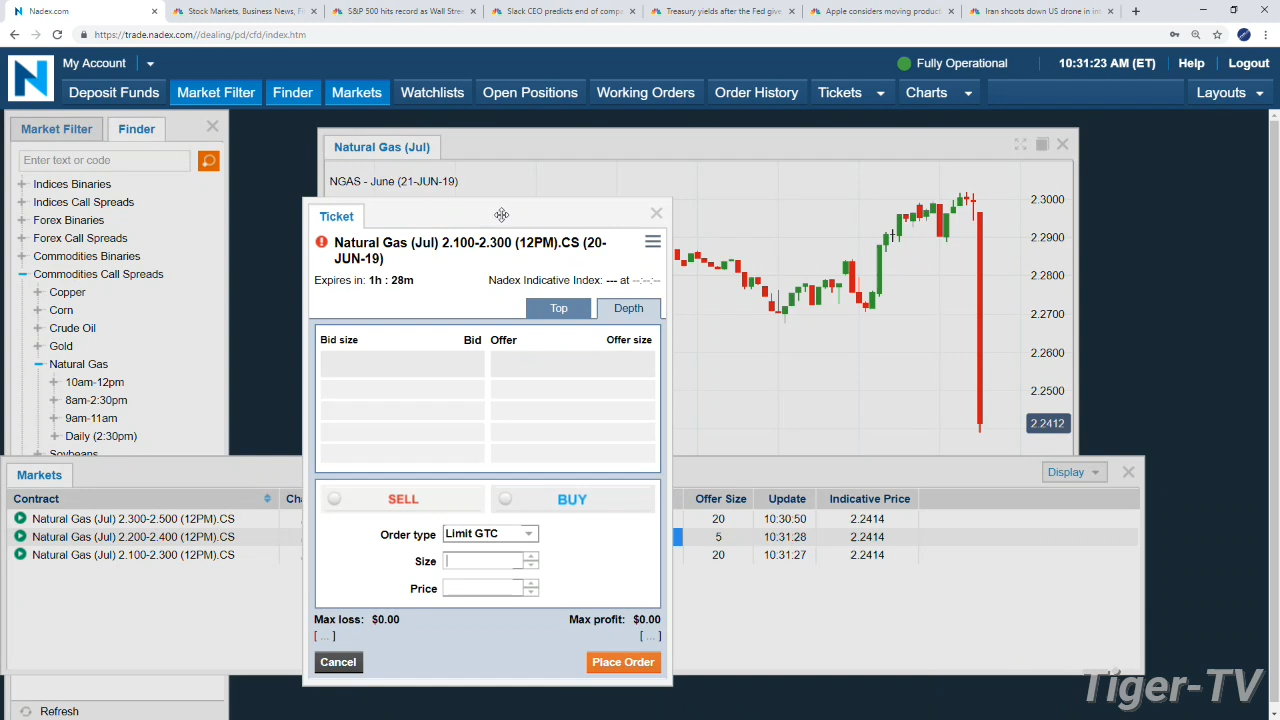 Nadex.com
Stock Markets, Business News, Fi
S&P 500 hits record as Wall Stree
Slack CEO predicts end of compa
Treasury yields after the Fed give
Apple considers moving product
Iran shoots down US drone in int
https://trade.nadex.com//dealing/pd/cfd/index.htm
My Account
Fully Operational
10:31:23 AM (ET)
Help
Logout
Deposit Funds
Market Filter
Finder
Markets
Watchlists
Open Positions
Working Orders
Order History
Tickets
Charts
Layouts
Market Filter
Finder
Enter text or code
Indices Binaries
Indices Call Spreads
Forex Binaries
Forex Call Spreads
Commodities Binaries
Commodities Call Spreads
Copper
Corn
Crude Oil
Gold
Natural Gas
10am-12pm
8am-2:30pm
9am-11am
Daily (2:30pm)
Soybeans
Refresh
Natural Gas (Jul)
NGAS - June (21-JUN-19)
2.3000
2.2900
2.2800
2.2700
2.2600
2.2500
2.2412
Ticket
Natural Gas (Jul) 2.100-2.300 (12PM).CS (20-
JUN-19)
Expires in: 1h : 28m
Nadex Indicative Index: --- at --:--:--
Top
Depth
Bid size Bid Offer Offer size
SELL
BUY
Order type Limit GTC
Size
Price
Max loss: $0.00
Max profit: $0.00
[ ... ]
[ ... ]
Cancel
Place Order
Markets
Display
Contract Cha Offer Size Update Indicative Price
Natural Gas (Jul) 2.300-2.500 (12PM).CS 20 10:30:50 2.2414
Natural Gas (Jul) 2.200-2.400 (12PM).CS 5 10:31:28 2.2414
Natural Gas (Jul) 2.100-2.300 (12PM).CS 20 10:31:27 2.2414
Tiger-TV